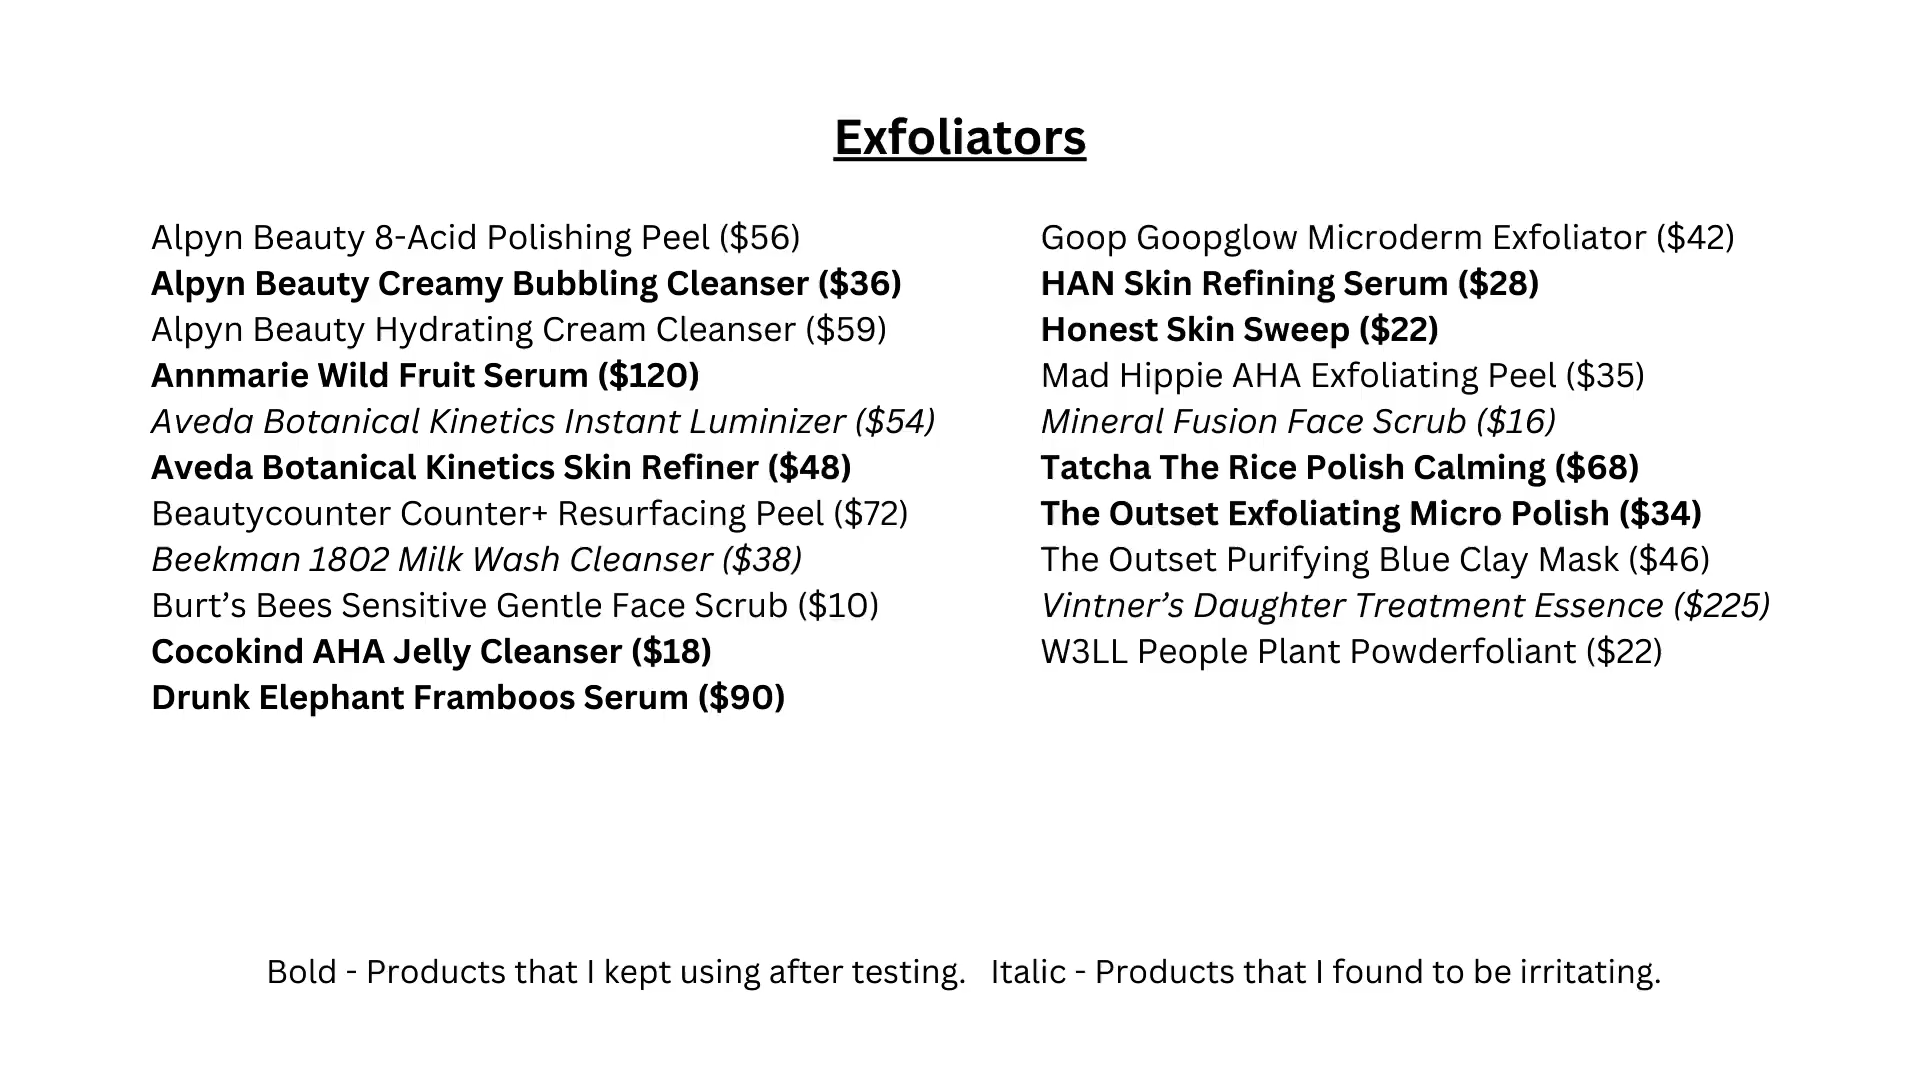 Exfoliators
Alpyn Beauty 8-Acid Polishing Peel ($56)
Alpyn Beauty Creamy Bubbling Cleanser ($36)
Alpyn Beauty Hydrating Cream Cleanser ($59)
Annmarie Wild Fruit Serum ($120)
Aveda Botanical Kinetics Instant Luminizer ($54)
Aveda Botanical Kinetics Skin Refiner ($48)
Beautycounter Counter+ Resurfacing Peel ($72)
Beekman 1802 Milk Wash Cleanser ($38)
Burt’s Bees Sensitive Gentle Face Scrub ($10)
Cocokind AHA Jelly Cleanser ($18)
Drunk Elephant Framboos Serum ($90)
Goop Goopglow Microderm Exfoliator ($42)
HAN Skin Refining Serum ($28)
Honest Skin Sweep ($22)
Mad Hippie AHA Exfoliating Peel ($35)
Mineral Fusion Face Scrub ($16)
Tatcha The Rice Polish Calming ($68)
The Outset Exfoliating Micro Polish ($34)
The Outset Purifying Blue Clay Mask ($46)
Vintner’s Daughter Treatment Essence ($225)
W3LL People Plant Powderfoliant ($22)
Bold - Products that I kept using after testing.   Italic - Products that I found to be irritating.